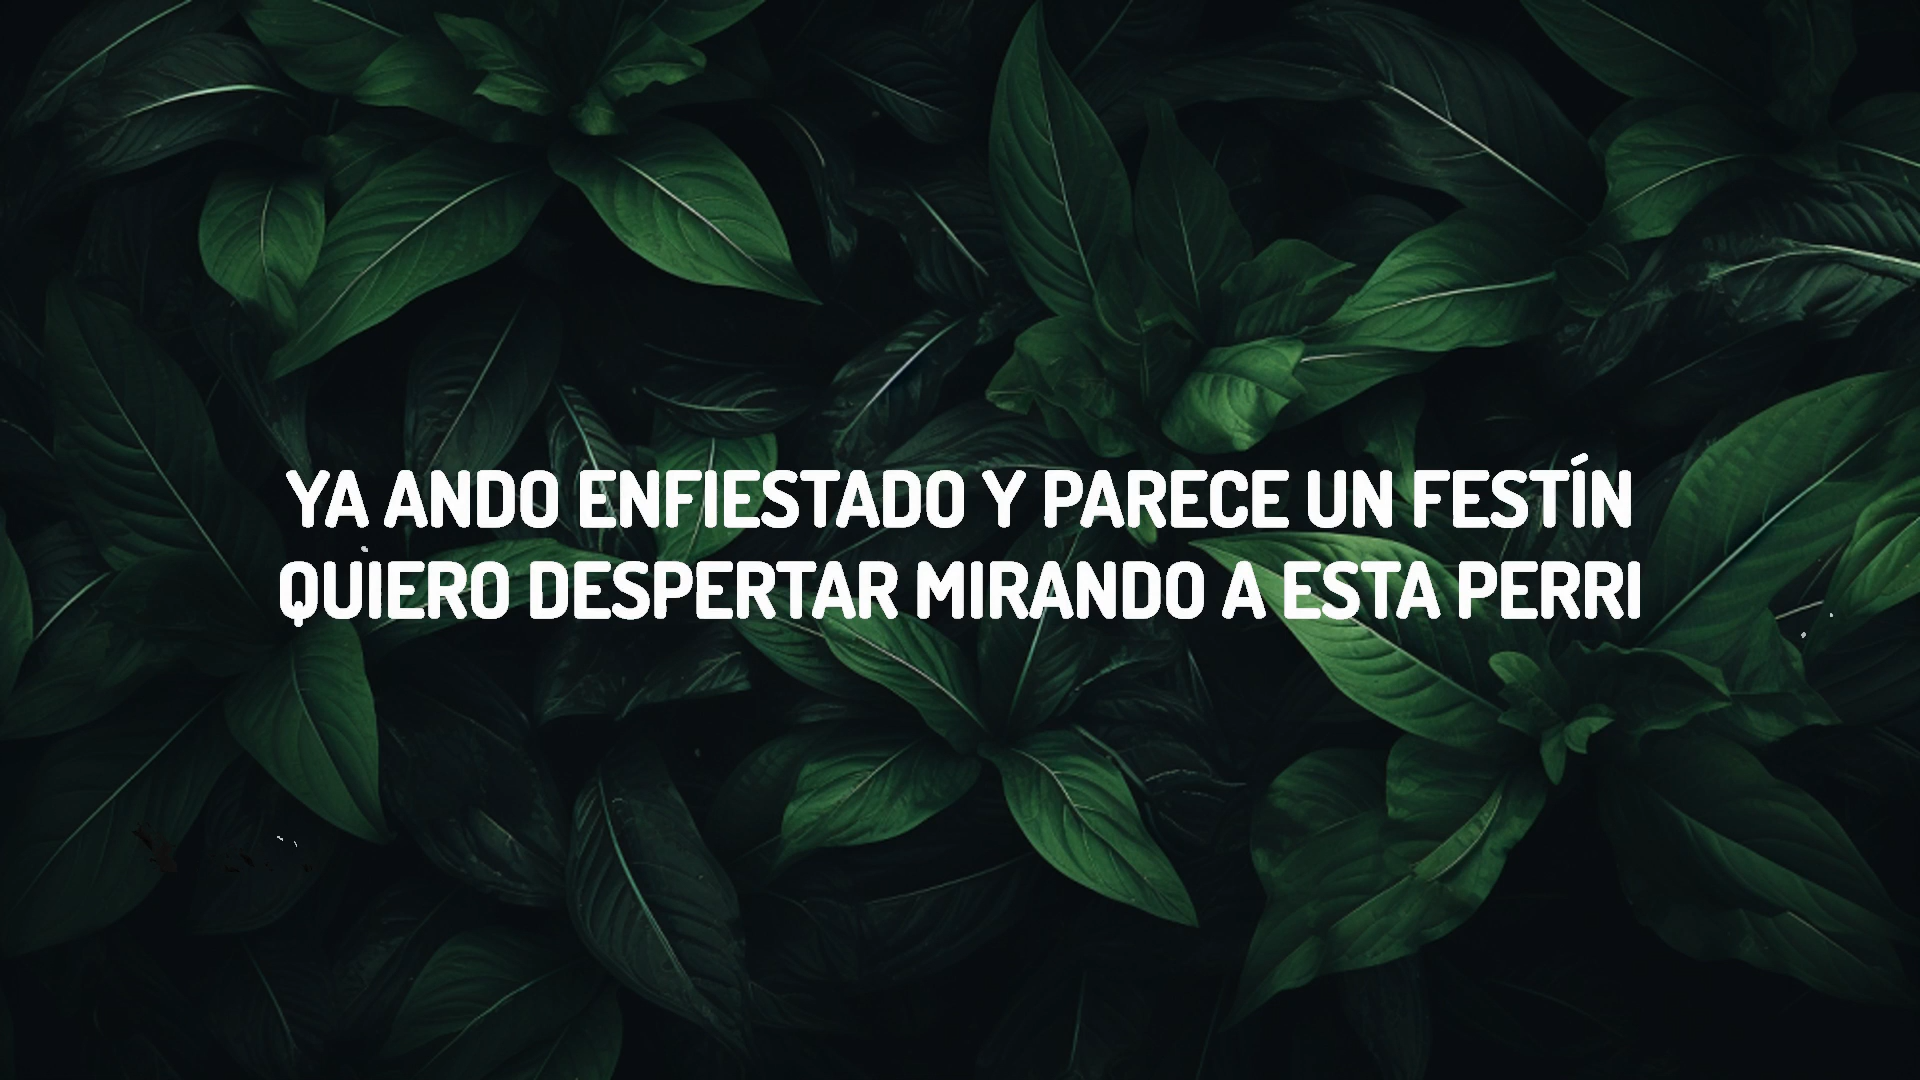 YA ANDO ENFIESTADO Y PARECE UN FESTÍN
QUIERO DESPERTAR MIRANDO A ESTA PERRI